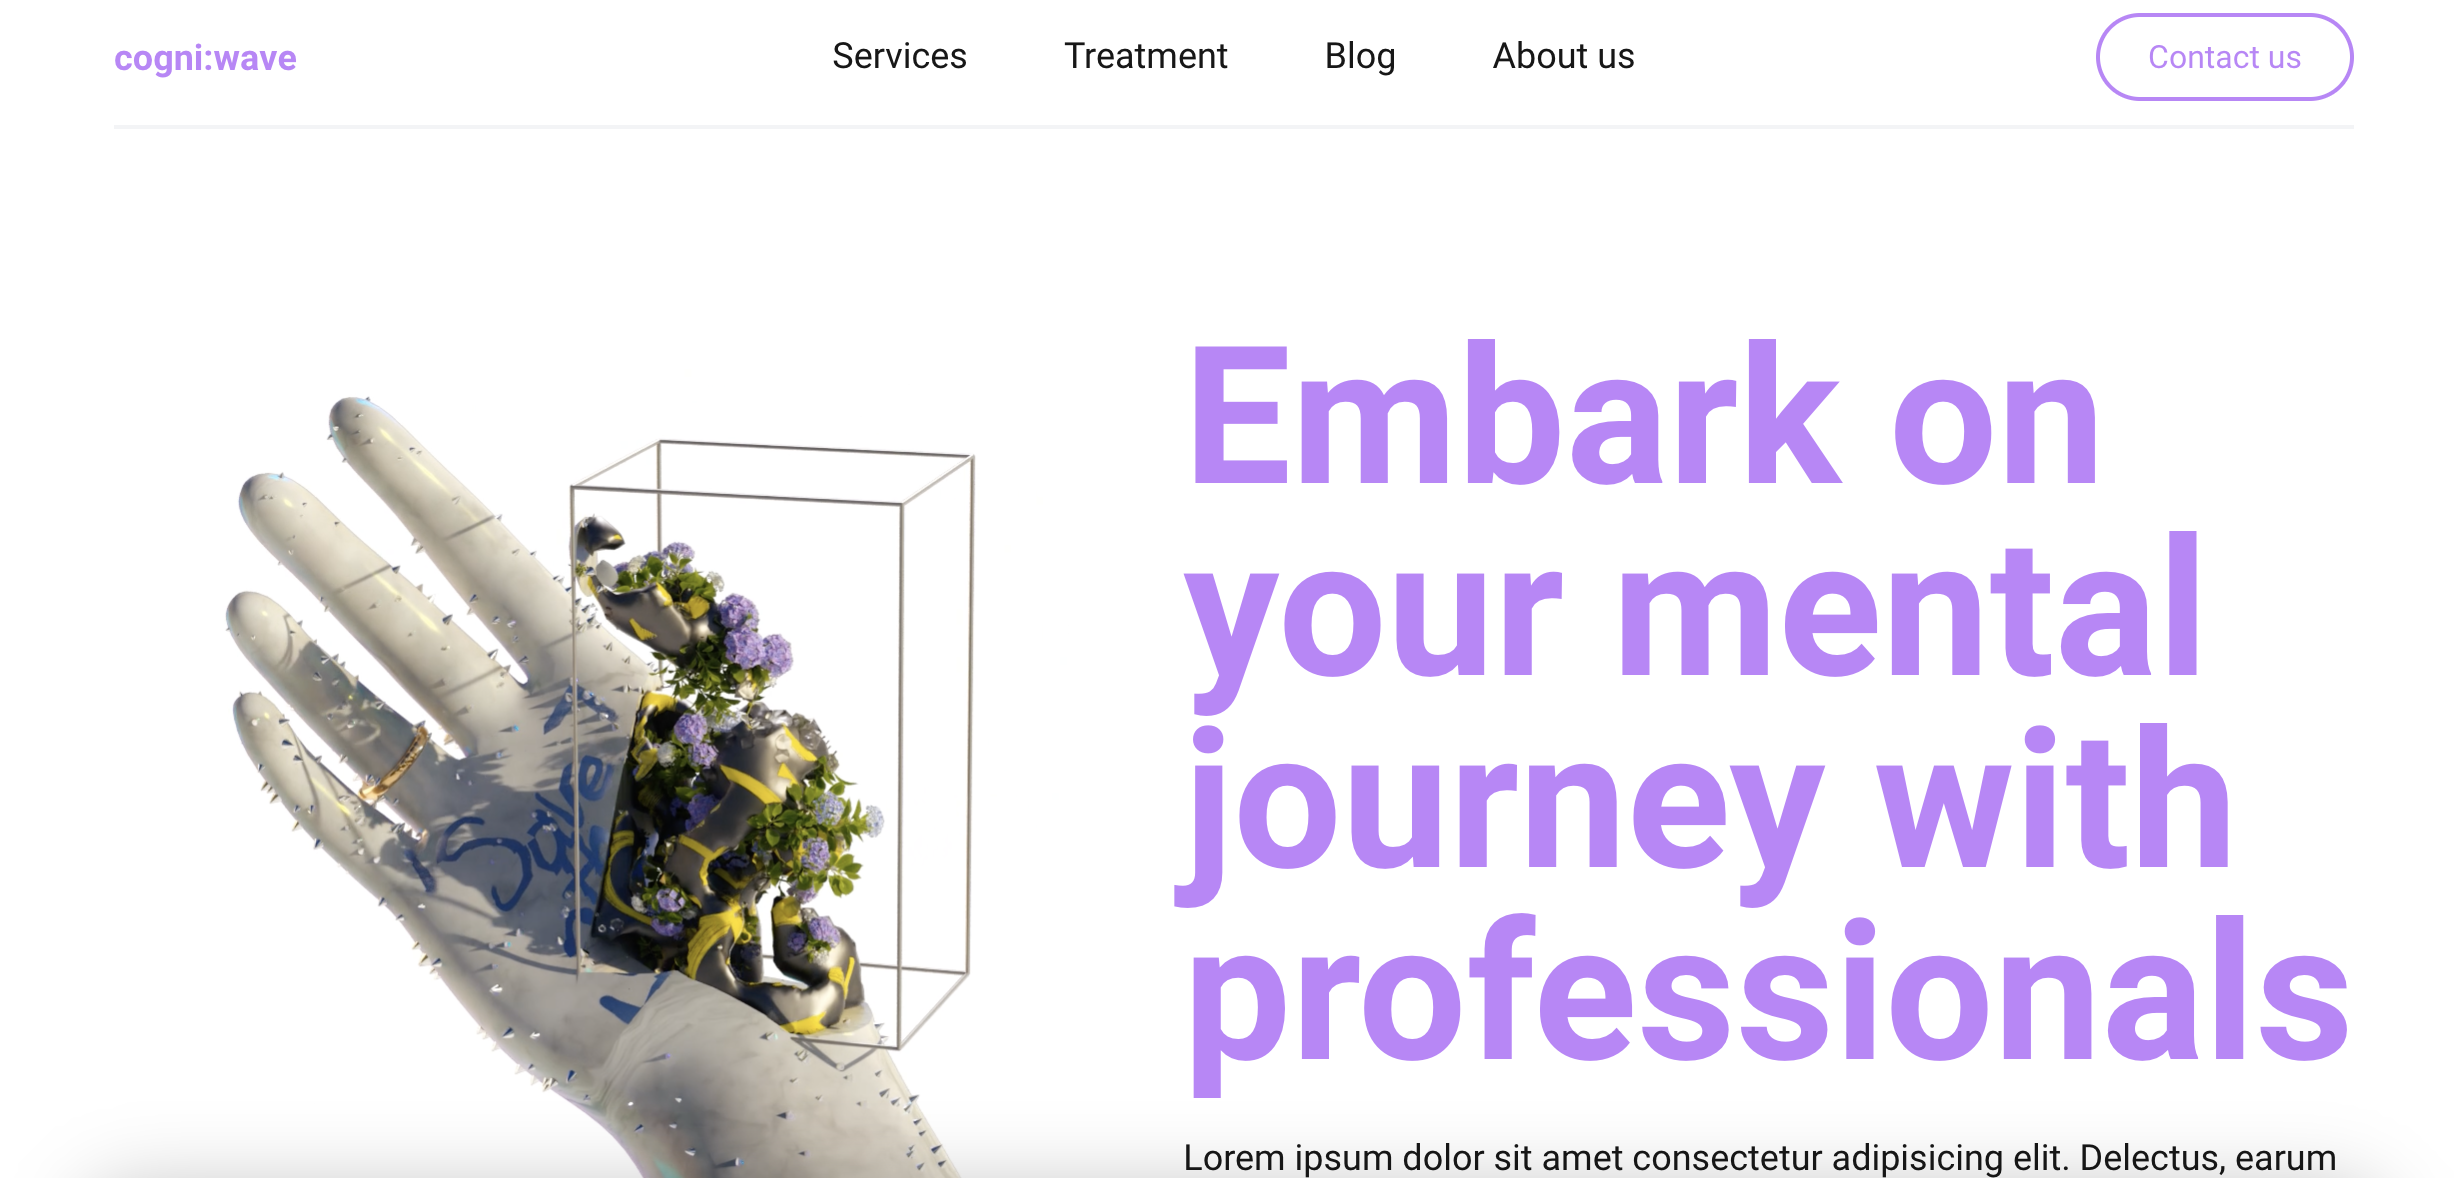 cogni:wave
Services
Treatment
Blog
About us
Contact us
Embark on
your mental
journey with
professionals
Lorem ipsum dolor sit amet consectetur adipisicing elit. Delectus, earum